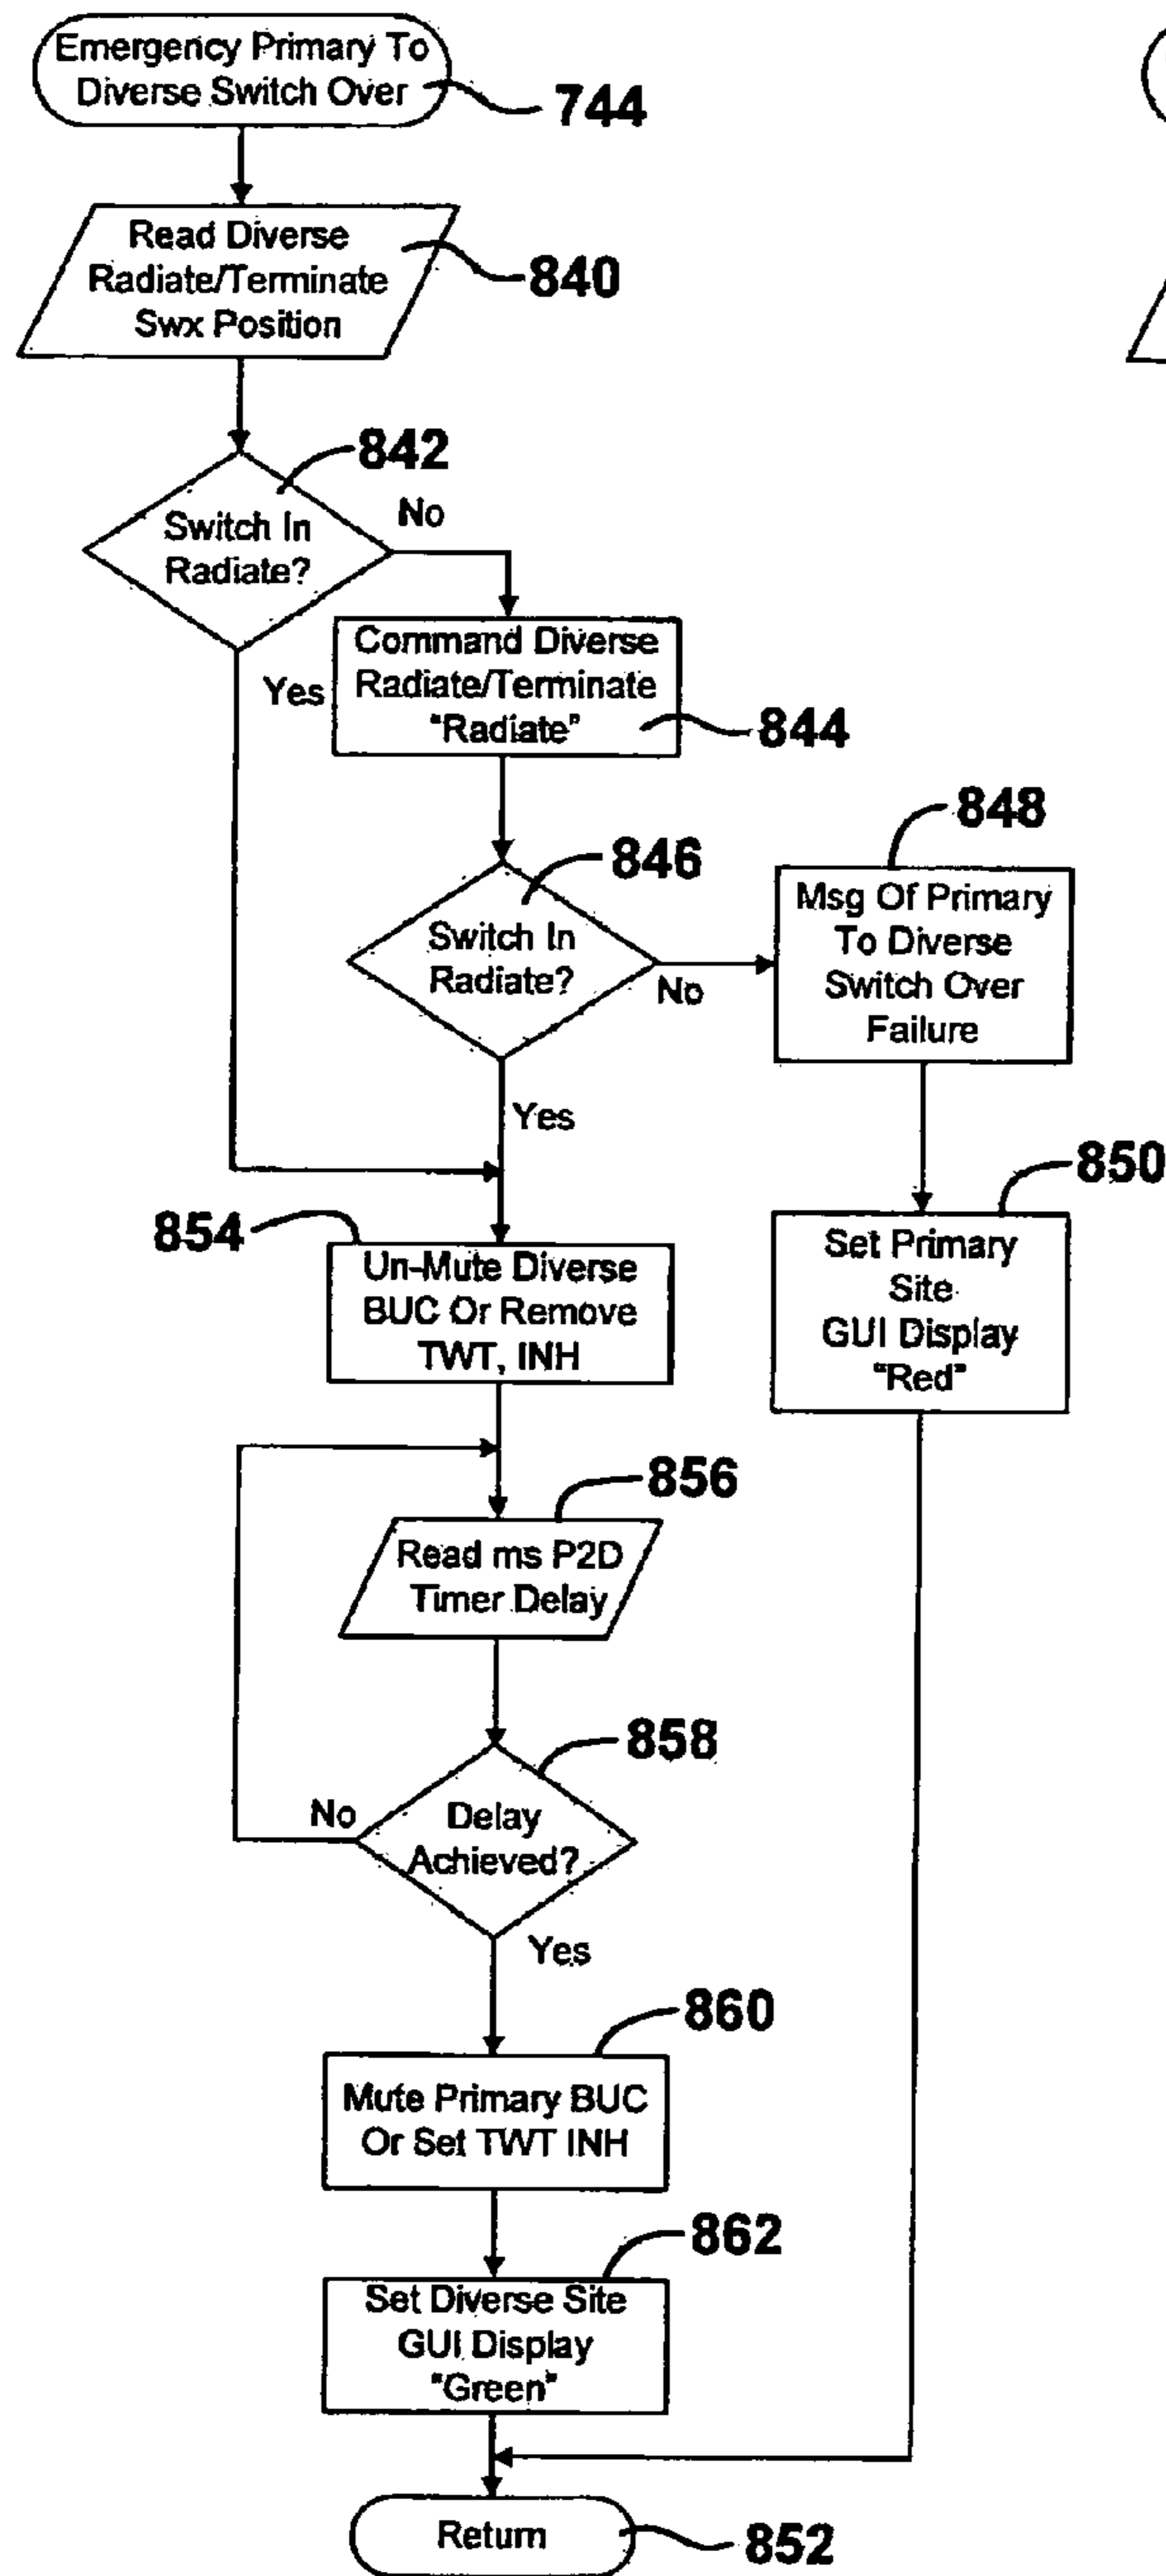 Emergency Primary To
Diverse Switch Over
744
Read Diverse
Radiate/Terminate
Swx Position
840
842
Switch In
Radiate?
No
Yes
Command Diverse
Radiate/Terminate
"Radiate"
844
846
Switch In
Radiate?
No
Yes
848
Msg Of Primary
To Diverse
Switch Over
Failure
850
Set Primary
Site
GUI Display
"Red"
854
Un-Mute Diverse
BUC Or Remove
TWT, INH
856
Read ms P2D
Timer Delay
858
Delay
Achieved?
No
Yes
860
Mute Primary BUC
Or Set TWT INH
862
Set Diverse Site
GUI Display
"Green"
Return
852